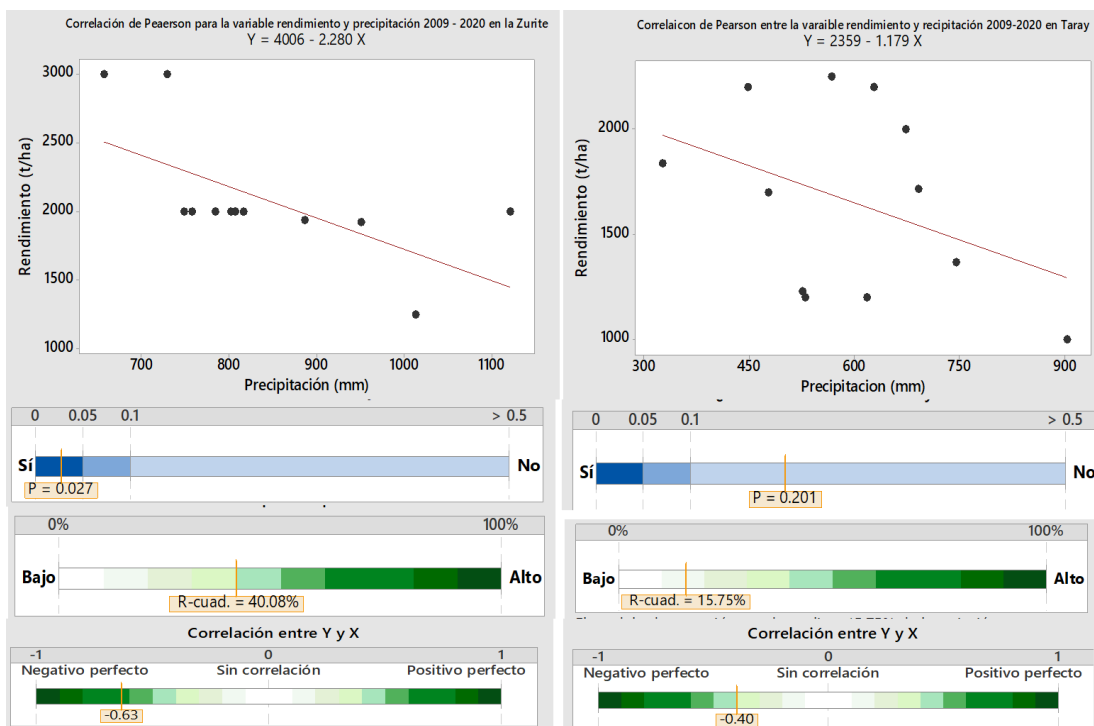 Correlación de Peaerson para la variable rendimiento y precipitación 2009 - 2020 en la Zurite
Y = 4006 - 2.280 X
3000
2500
2000
1500
1000
Rendimiento (t/ha)
700 800 900 1000 1100
Precipitación (mm)
Correlaicon de Pearson entre la varaible rendimiento y recipitación 2009-2020 en Taray
Y = 2359 - 1.179 X
2000
1500
1000
Rendimiento (t/ha)
300 450 600 750 900
Precipitacion (mm)
0 0.05 0.1 > 0.5
Sí No
P = 0.027
0 0.05 0.1 > 0.5
Sí No
P = 0.201
0% 100%
Bajo Alto
R-cuad. = 40.08%
0% 100%
Bajo Alto
R-cuad. = 15.75%
Correlación entre Y y X
-1 0 1
Negativo perfecto Sin correlación Positivo perfecto
-0.63
Correlación entre Y y X
-1 0 1
Negativo perfecto Sin correlación Positivo perfecto
-0.40